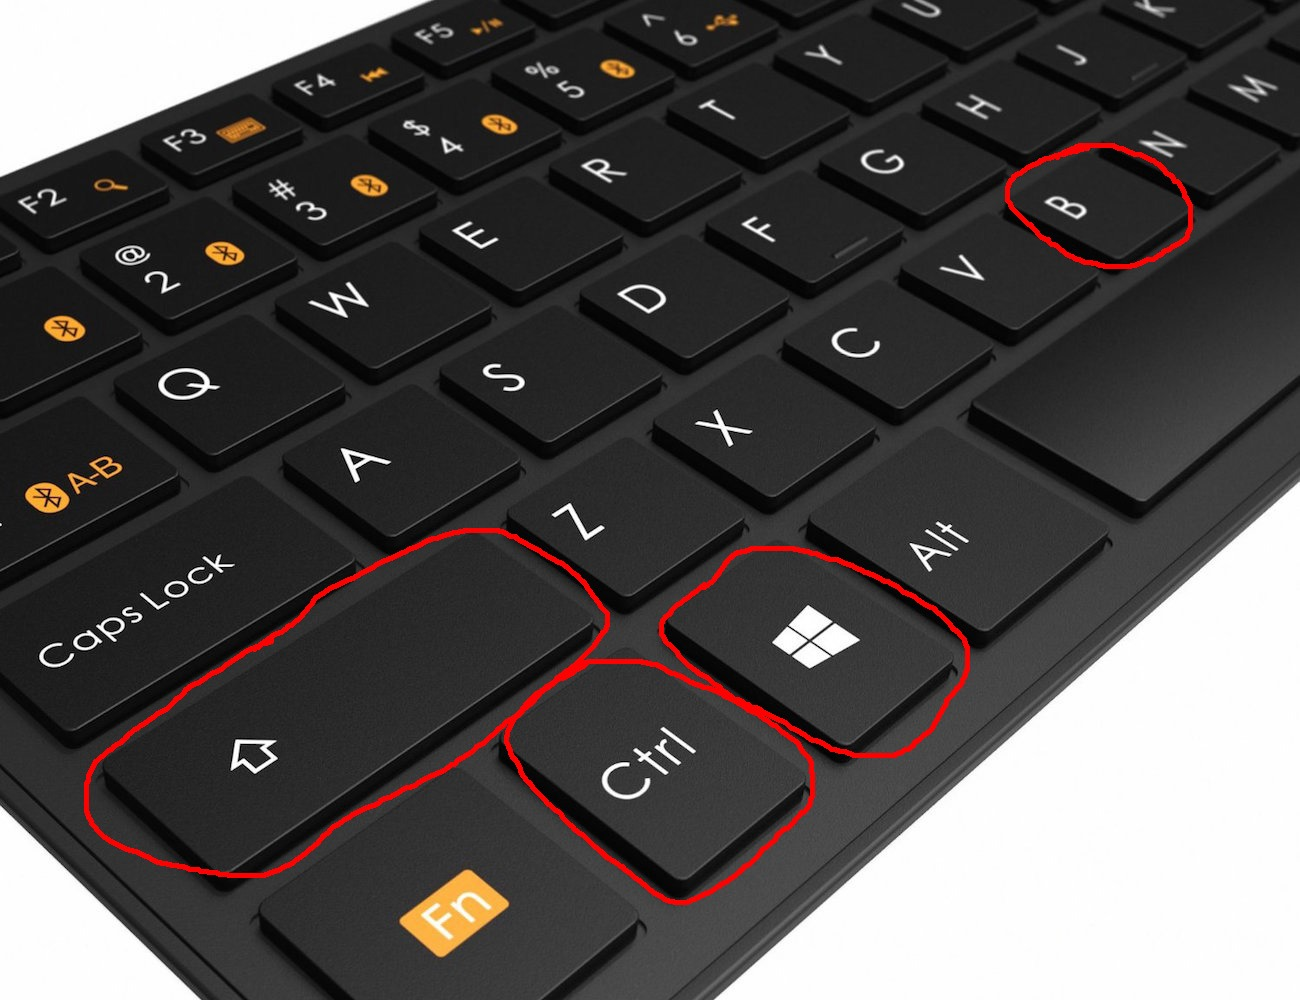 F5
^
6
U
K
F4
%
5
Y
J
M
F3
$
4
T
H
N
F2
#
3
R
G
B
@
2
E
F
V
W
D
C
Q
S
X
A-B
A
Z
Alt
Caps Lock
Ctrl
Fn